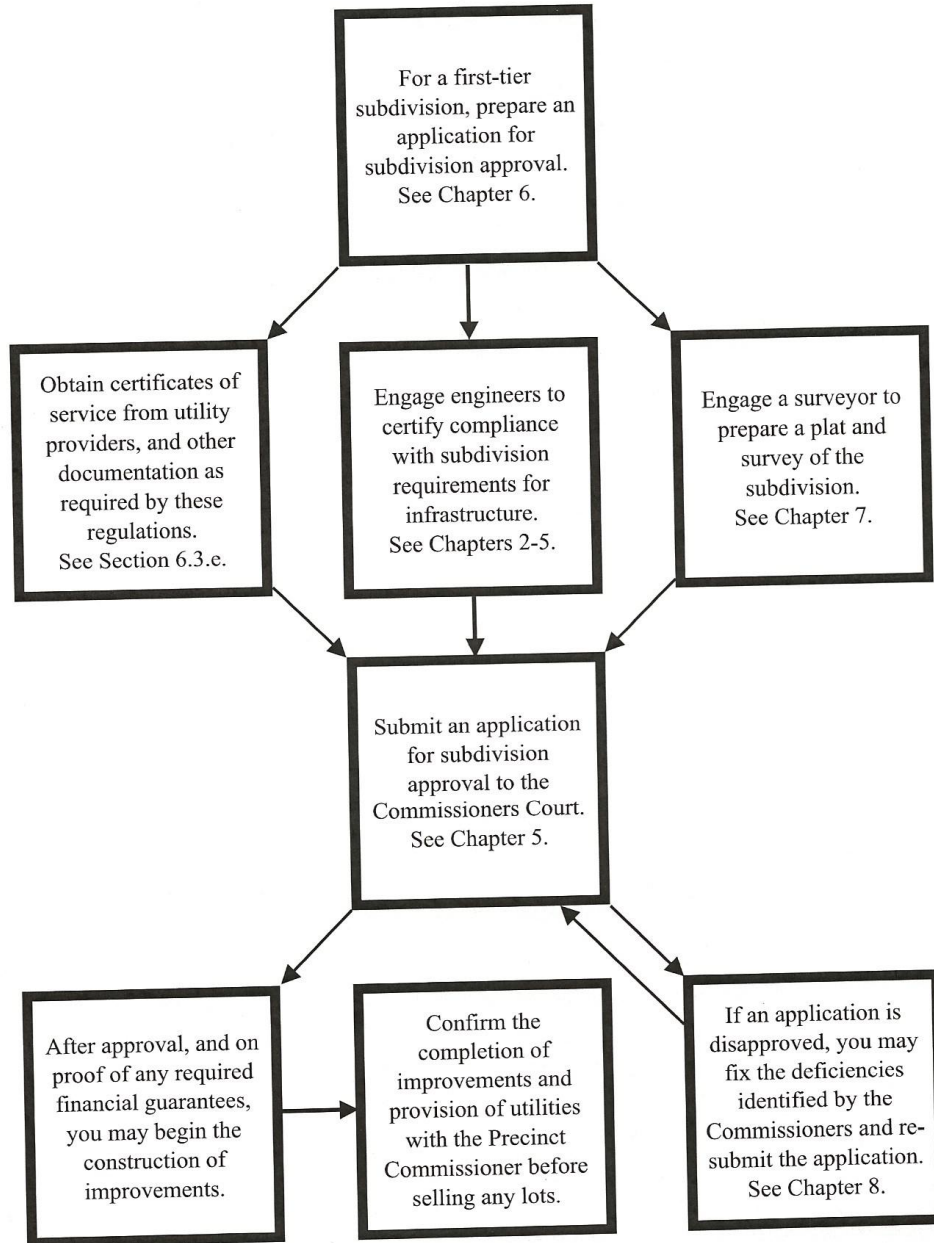 For a first-tier
subdivision, prepare an
application for
subdivision approval.
See Chapter 6.
Obtain certificates of
service from utility
providers, and other
documentation as
required by these
regulations.
See Section 6.3.e.
Engage engineers to
certify compliance
with subdivision
requirements for
infrastructure.
See Chapters 2-5.
Engage a surveyor to
prepare a plat and
survey of the
subdivision.
See Chapter 7.
Submit an application
for subdivision
approval to the
Commissioners Court.
See Chapter 5.
After approval, and on
proof of any required
financial guarantees,
you may begin the
construction of
improvements.
Confirm the
completion of
improvements and
provision of utilities
with the Precinct
Commissioner before
selling any lots.
If an application is
disapproved, you may
fix the deficiencies
identified by the
Commissioners and re-
submit the application.
See Chapter 8.